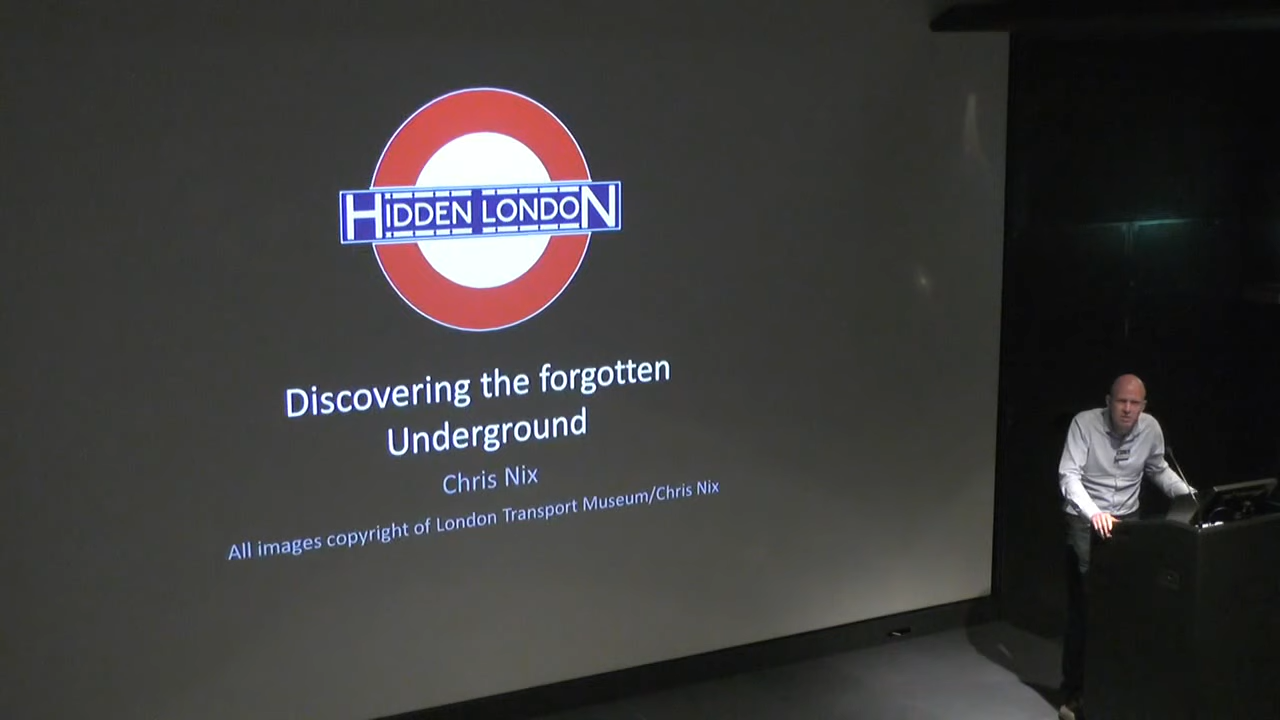 HIDDEN LONDON
Discovering the forgotten
Underground
Chris Nix
All images copyright of London Transport Museum/Chris Nix